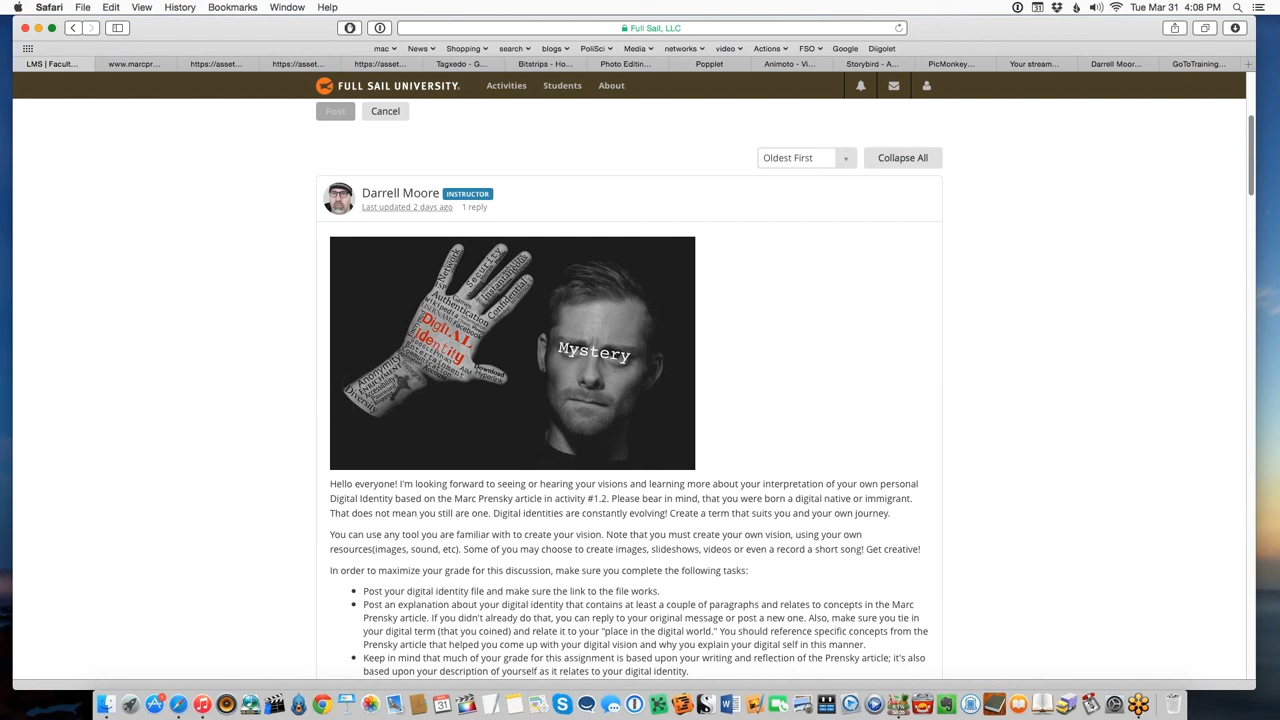 Safari File Edit View History Bookmarks Window Help Tue Mar 31 4:08 PM
Full Sail, LLC
mac News Shopping search blogs PoliSci Media networks video Actions FSO Google Diigolet
LMS | Facult... www.marcpr... https://asset... https://asset... https://asset... Tagxedo - G... Bitstrips - Ho... Photo Editin... Popplet Animoto - Vi... Storybird - A... PicMonkey... Your stream... Darrell Moor... GoToTraining...
FULL SAIL UNIVERSITY. Activities Students About
Post Cancel
Oldest First Collapse All
Darrell Moore INSTRUCTOR
Last updated 2 days ago 1 reply
Network
Security
Confidential
Authentication
Digital
identity
Mystery
Download
Anonymity
Diversity
Hello everyone! I'm looking forward to seeing or hearing your visions and learning more about your interpretation of your own personal
Digital Identity based on the Marc Prensky article in activity #1.2. Please bear in mind, that you were born a digital native or immigrant.
That does not mean you still are one. Digital identities are constantly evolving! Create a term that suits you and your own journey.
You can use any tool you are familiar with to create your vision. Note that you must create your own vision, using your own
resources(images, sound, etc). Some of you may choose to create images, slideshows, videos or even a record a short song! Get creative!
In order to maximize your grade for this discussion, make sure you complete the following tasks:
• Post your digital identity file and make sure the link to the file works.
• Post an explanation about your digital identity that contains at least a couple of paragraphs and relates to concepts in the Marc
Prensky article. If you didn't already do that, you can reply to your original message or post a new one. Also, make sure you tie in
your digital term (that you coined) and relate it to your "place in the digital world." You should reference specific concepts from the
Prensky article that helped you come up with your digital vision and why you explain your digital self in this manner.
• Keep in mind that much of your grade for this assignment is based upon your writing and reflection of the Prensky article; it's also
based upon your description of yourself as it relates to your digital identity.